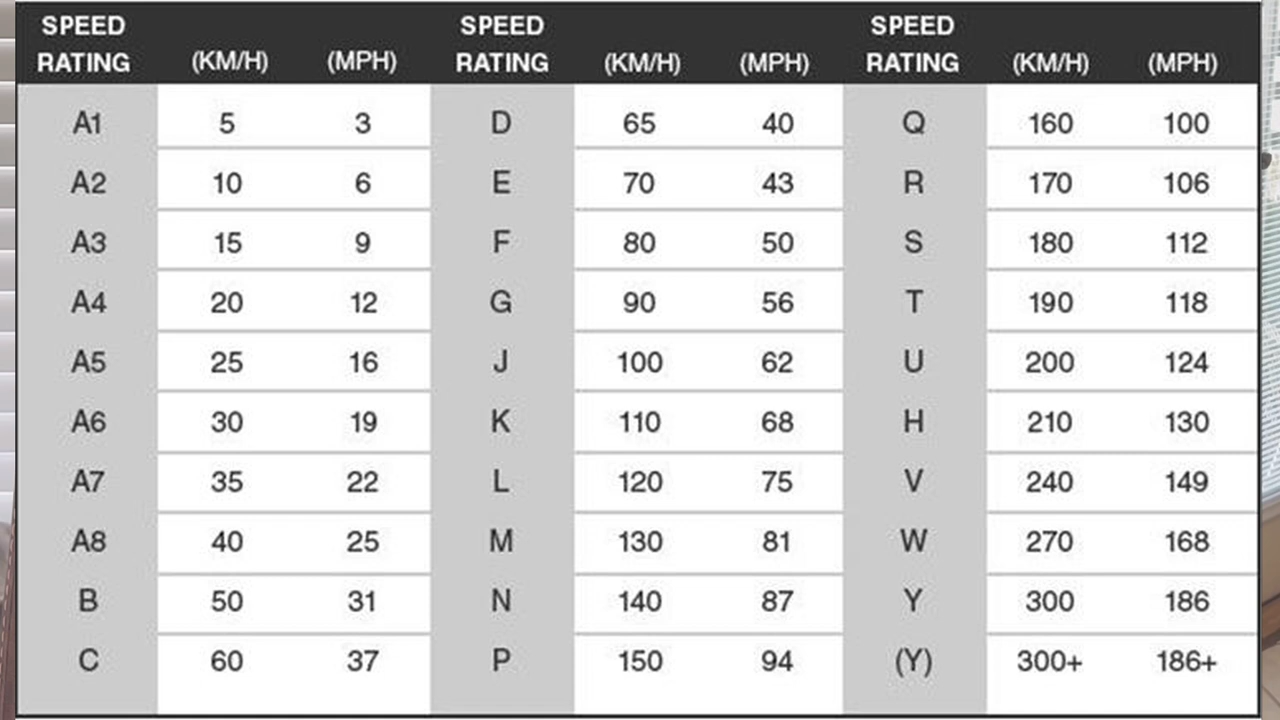 SPEED RATING (KM/H) (MPH) SPEED RATING (KM/H) (MPH) SPEED RATING (KM/H) (MPH)
A1 5 3 D 65 40 Q 160 100
A2 10 6 E 70 43 R 170 106
A3 15 9 F 80 50 S 180 112
A4 20 12 G 90 56 T 190 118
A5 25 16 J 100 62 U 200 124
A6 30 19 K 110 68 H 210 130
A7 35 22 L 120 75 V 240 149
A8 40 25 M 130 81 W 270 168
B 50 31 N 140 87 Y 300 186
C 60 37 P 150 94 (Y) 300+ 186+